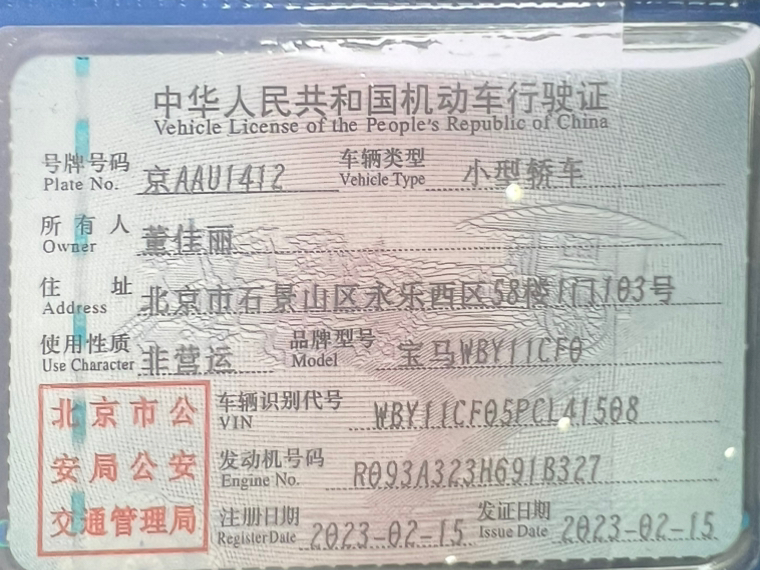 中华人民共和国机动车行驶证
Vehicle License of the People's Republic of China
号牌号码 京AAU1412 车辆类型 小型轿车
Plate No. Vehicle Type
所有人 董佳丽
Owner
住址 北京市石景山区永乐西区58楼1门103号
Address
使用性质 非营运 品牌型号 宝马WBY11CF0
Use Character Model
北京市公 车辆识别代号 WBY11CF05PCL41508
VIN
安局公安 发动机号码 R093A323H691B327
Engine No.
交通管理局 注册日期 2023-02-15 发证日期 2023-02-15
Register Date Issue Date